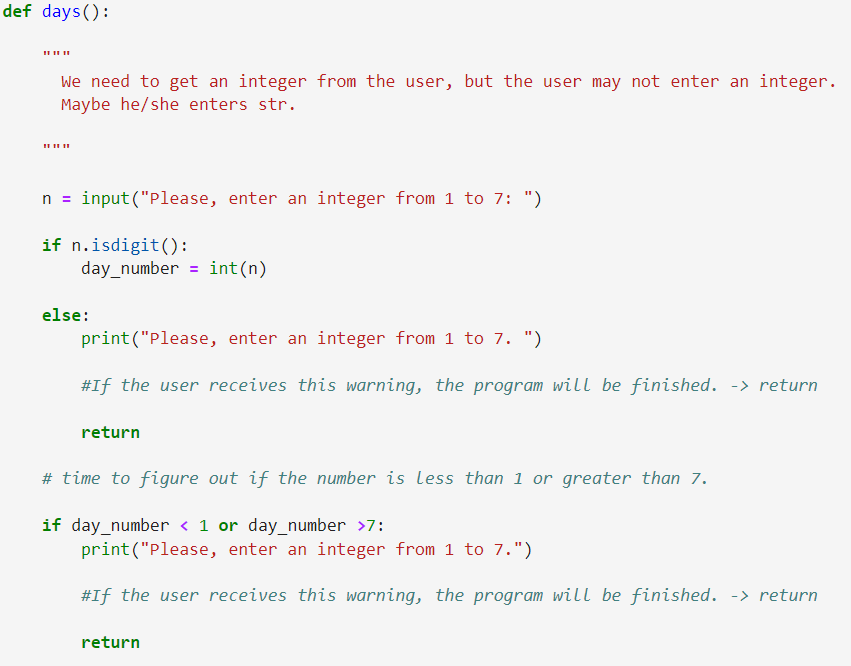 def days():
    """
      We need to get an integer from the user, but the user may not enter an integer.
      Maybe he/she enters str.
    """
    n = input("Please, enter an integer from 1 to 7: ")
    if n.isdigit():
        day_number = int(n)
    else:
        print("Please, enter an integer from 1 to 7. ")
        #If the user receives this warning, the program will be finished. -> return
        return
    # time to figure out if the number is less than 1 or greater than 7.
    if day_number < 1 or day_number >7:
        print("Please, enter an integer from 1 to 7.")
        #If the user receives this warning, the program will be finished. -> return
        return